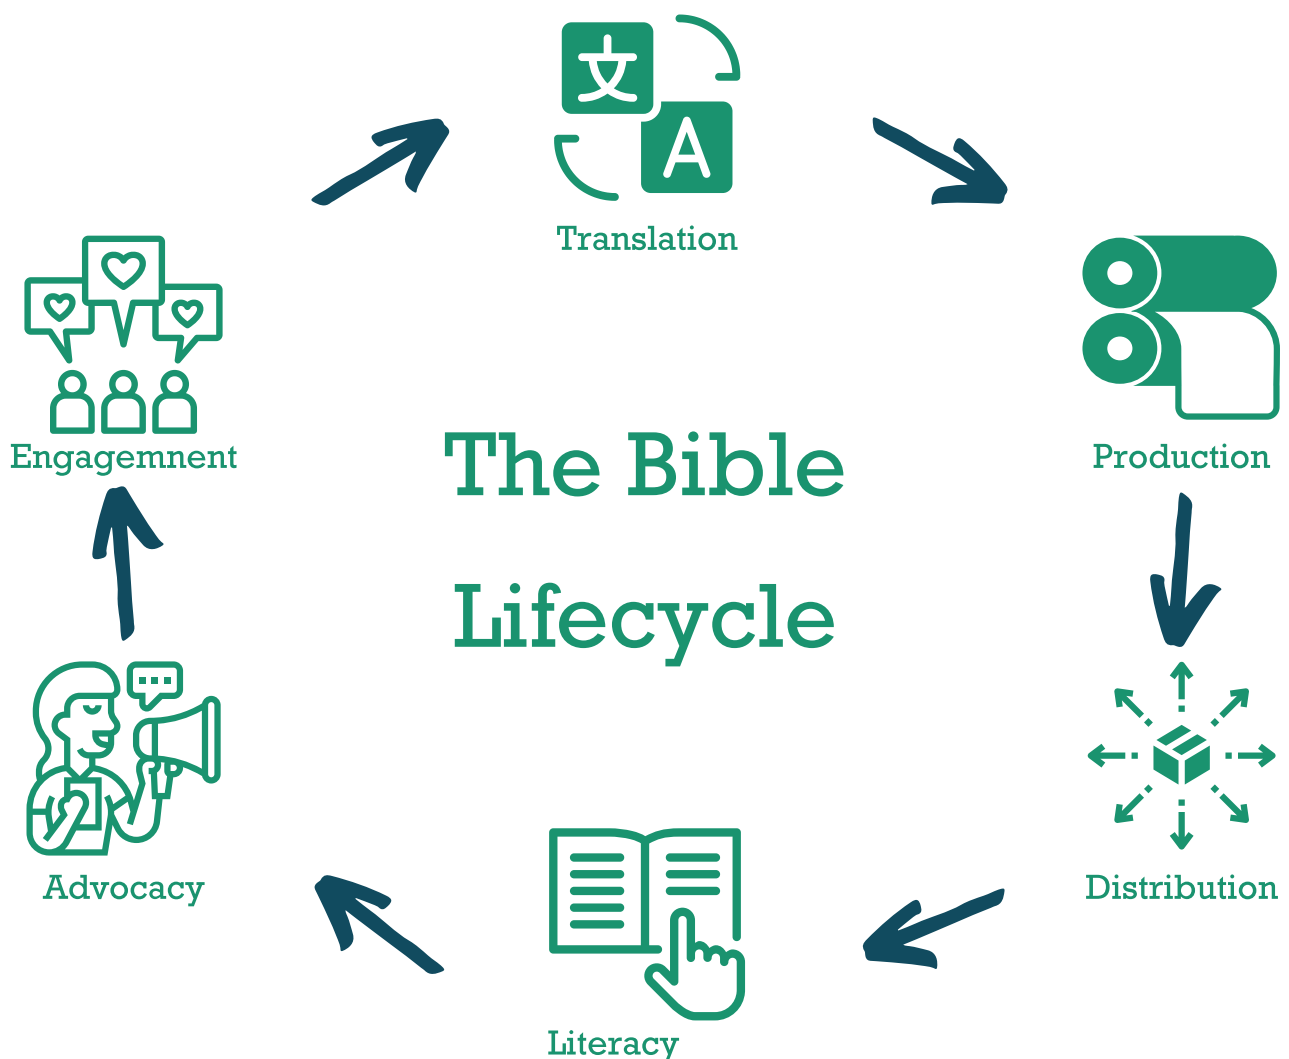 文
A
Translation
Production
Distribution
Literacy
Advocacy
Engagemnent
The Bible
Lifecycle